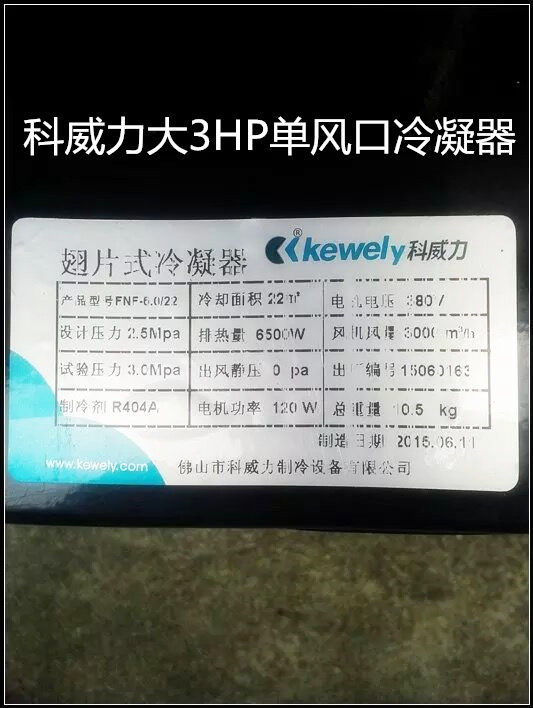 科威力大3HP单风口冷凝器
翅片式冷凝器 ® kewely 科威力
产品型号FNF-6.0/22 冷却面积 22㎡ 电机电压 380V
设计压力 2.5Mpa 排热量 6500W 风机风量 3000 m³/h
试验压力 3.0Mpa 出风静压 0 pa 出厂编号 15060163
制冷剂 R404A 电机功率 120 W 总重量 10.5 kg
制造日期 2015.06.11
www.kewely.com 佛山市科威力制冷设备有限公司